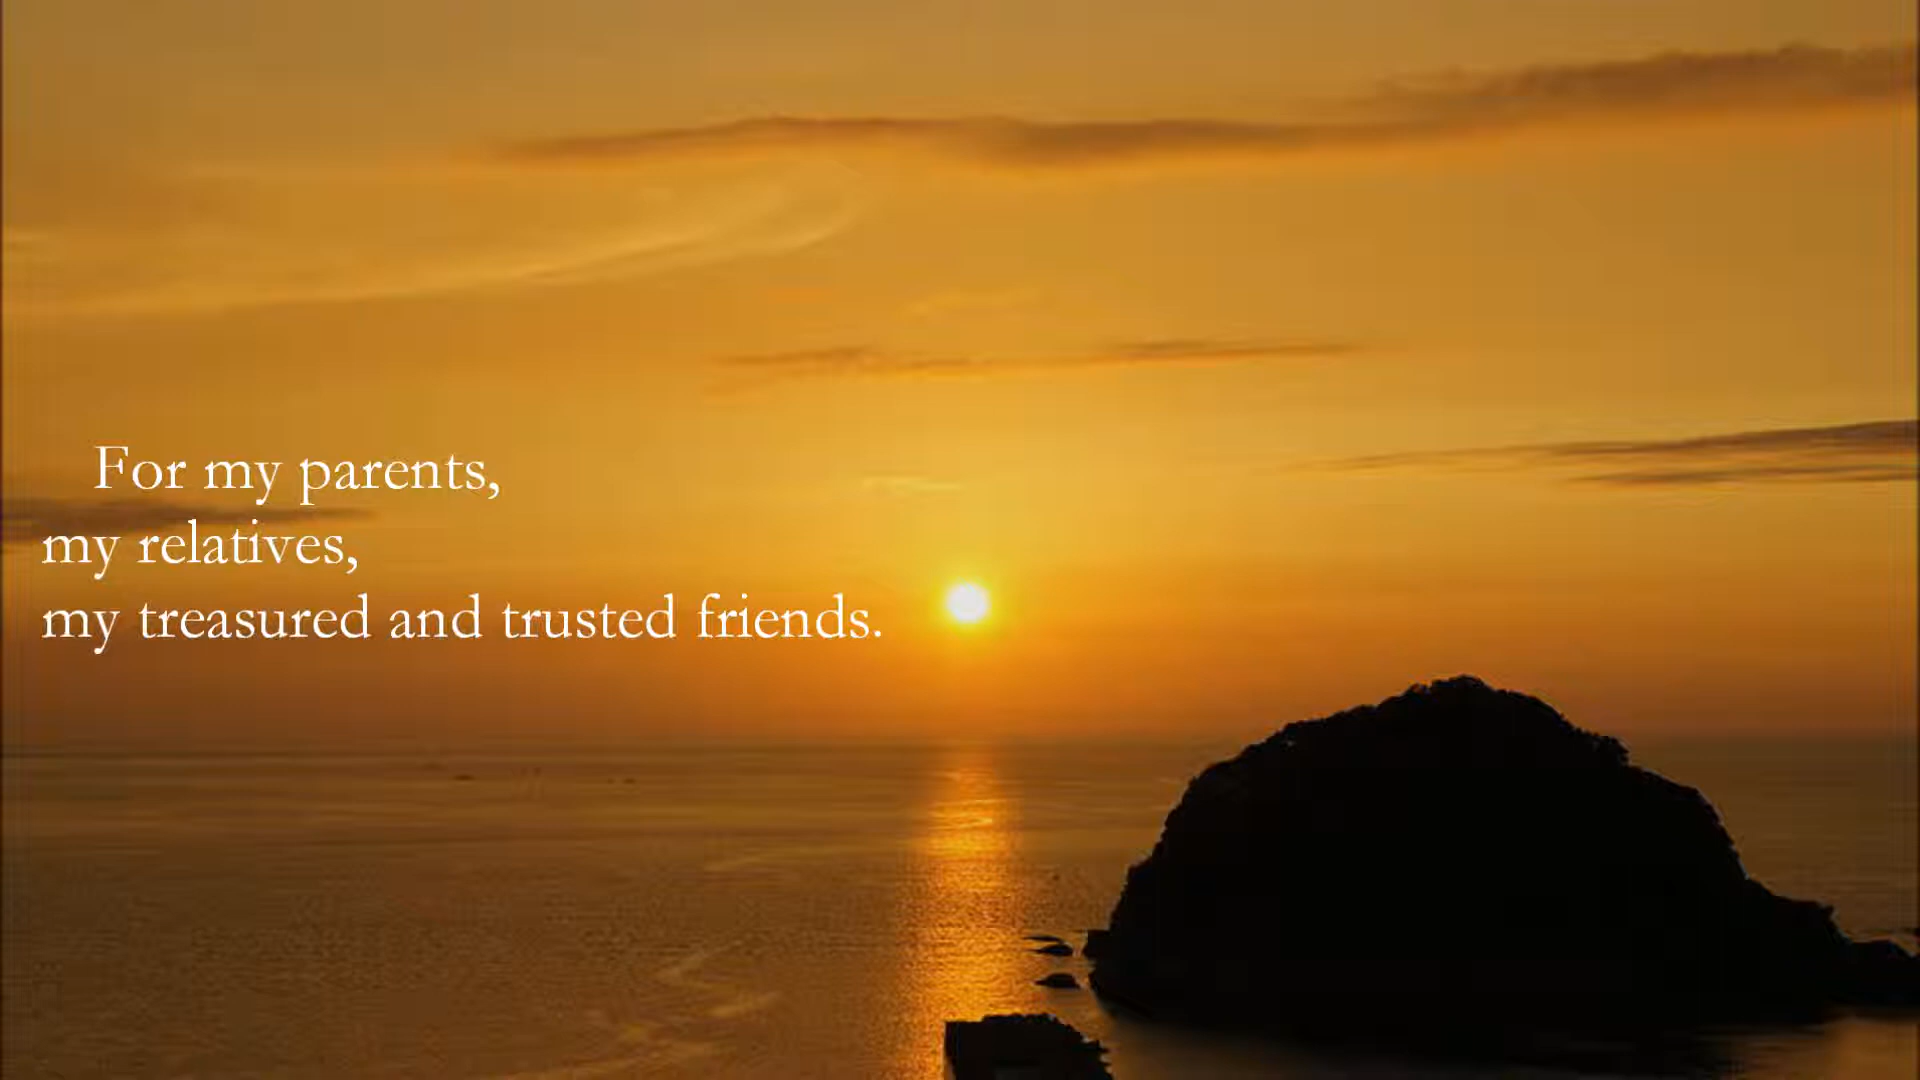 For my parents,
my relatives,
my treasured and trusted friends.